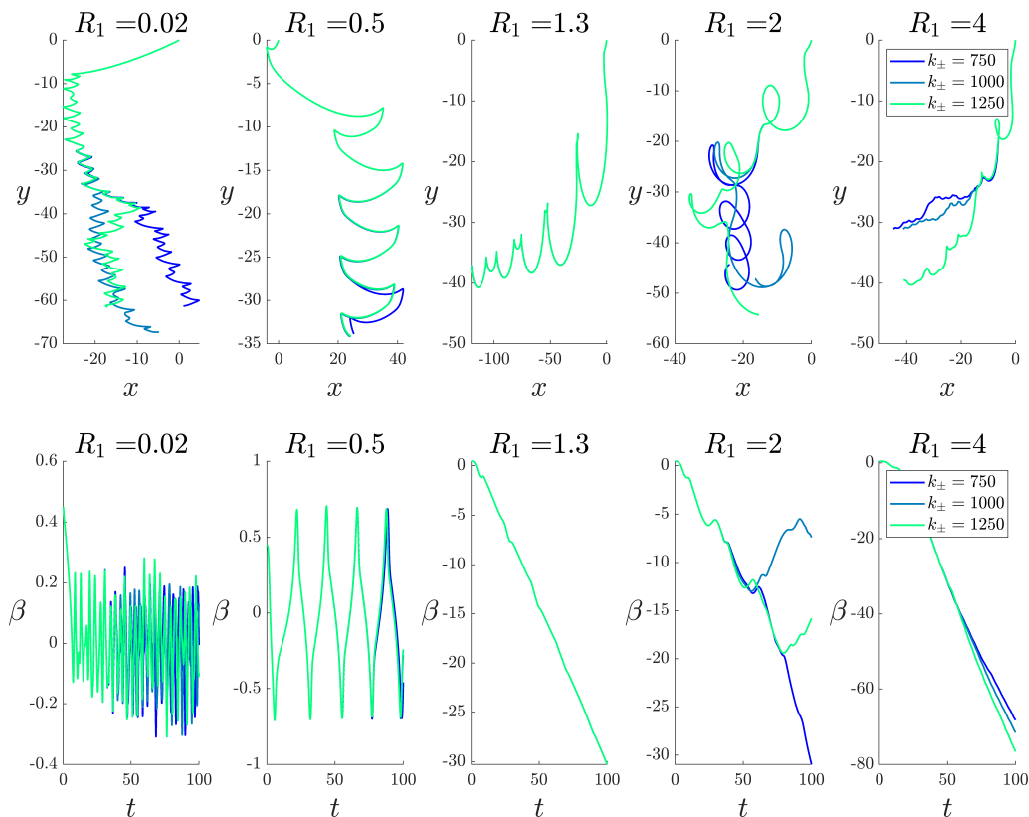 R₁ =0.02 R₁ =0.5 R₁ =1.3 R₁ =2 R₁ =4
0 0 0 0 0
k± = 750
k± = 1000
k± = 1250
-10 -5 -10 -10 -10
-20 -10 -20 -20 -20
-30 -15 -30 -30 -30
y y y y y
-40 -20 -40 -40 -40
-50 -25 -50 -50 -50
-60 -30 -60
-70 -35
-20 -10 0 0 20 40 -100 -50 0 -40 -20 0 -40 -20 0
x x x x x
R₁ =0.02 R₁ =0.5 R₁ =1.3 R₁ =2 R₁ =4
0.6 1 0 0 0
k± = 750
k± = 1000
k± = 1250
0.4 0.5 -5 -5 -20
0.2 0 -10 -10 -40
β β β β β
0 -0.5 -15 -15 -60
-0.2 -1 -20 -20 -80
-0.4 -25 -25
-30 -30
0 50 100 0 50 100 0 50 100 0 50 100 0 50 100
t t t t t